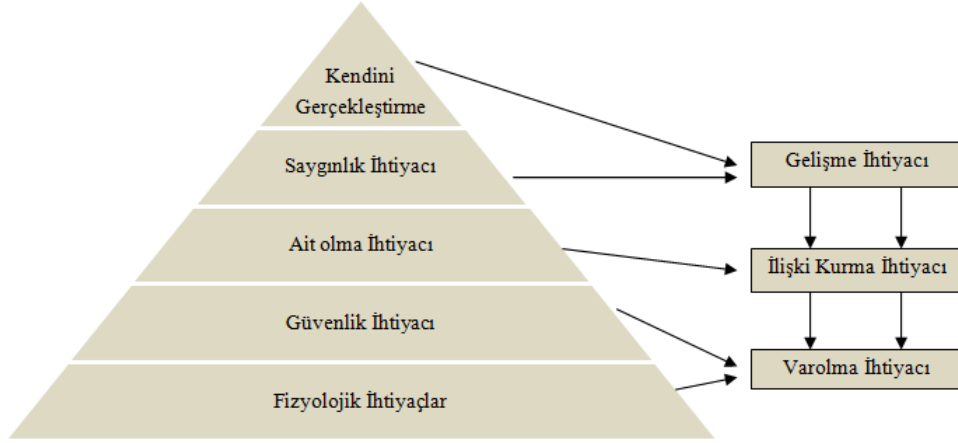 Kendini
Gerçekleştirme
Saygınlık İhtiyacı
Ait olma İhtiyacı
Güvenlik İhtiyacı
Fizyolojik İhtiyaçlar
Gelişme İhtiyacı
İlişki Kurma İhtiyacı
Varolma İhtiyacı